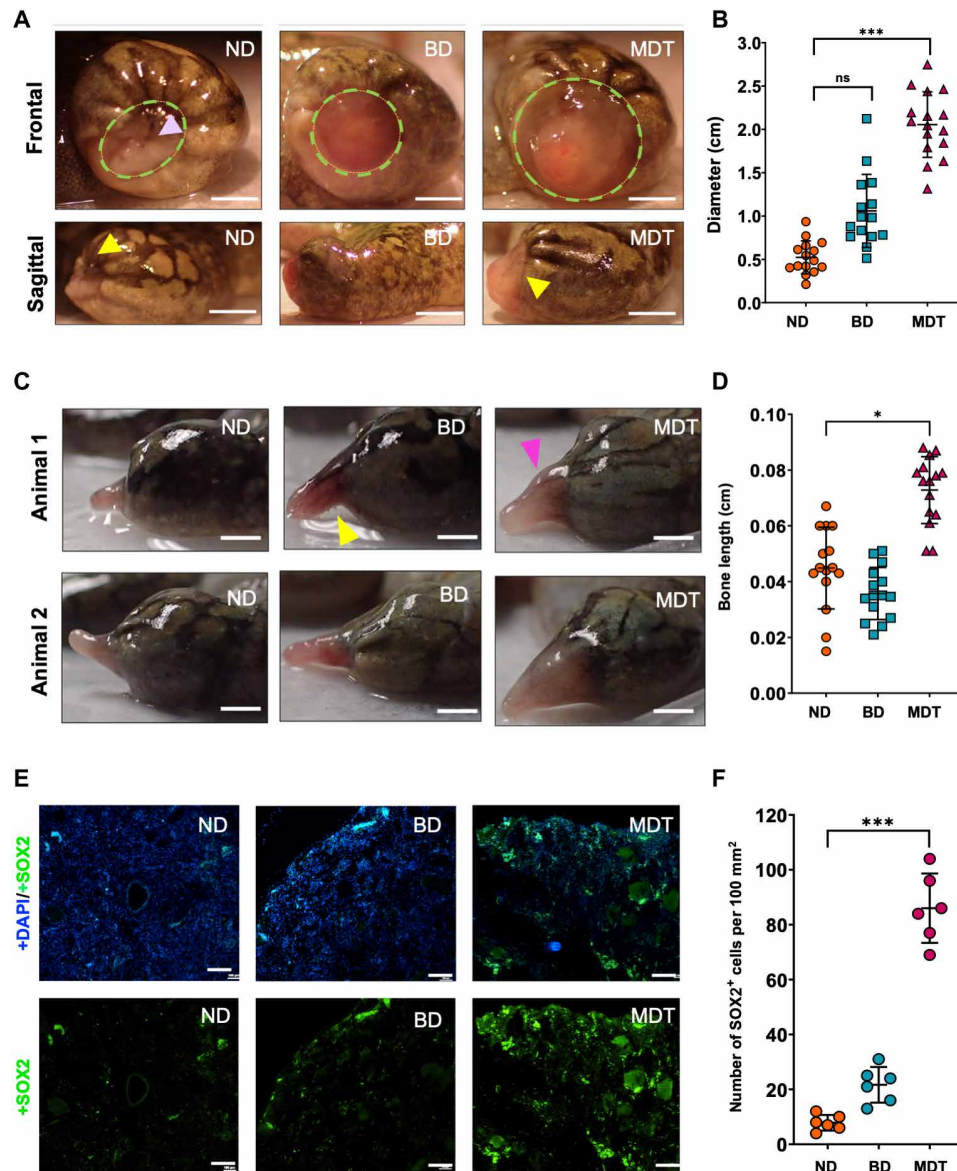 A
ND
BD
MDT
Frontal
ND
BD
MDT
Sagittal
B
***
ns
3.0
2.5
2.0
1.5
1.0
0.5
0.0
Diameter (cm)
ND BD MDT
C
ND
BD
MDT
Animal 1
ND
BD
MDT
Animal 2
D
*
0.10
0.08
0.06
0.04
0.02
0.00
Bone length (cm)
ND BD MDT
E
ND
BD
MDT
+DAPI/+SOX2
ND
BD
MDT
+SOX2
F
***
120
100
80
60
40
20
0
Number of SOX2⁺ cells per 100 mm²
ND BD MDT